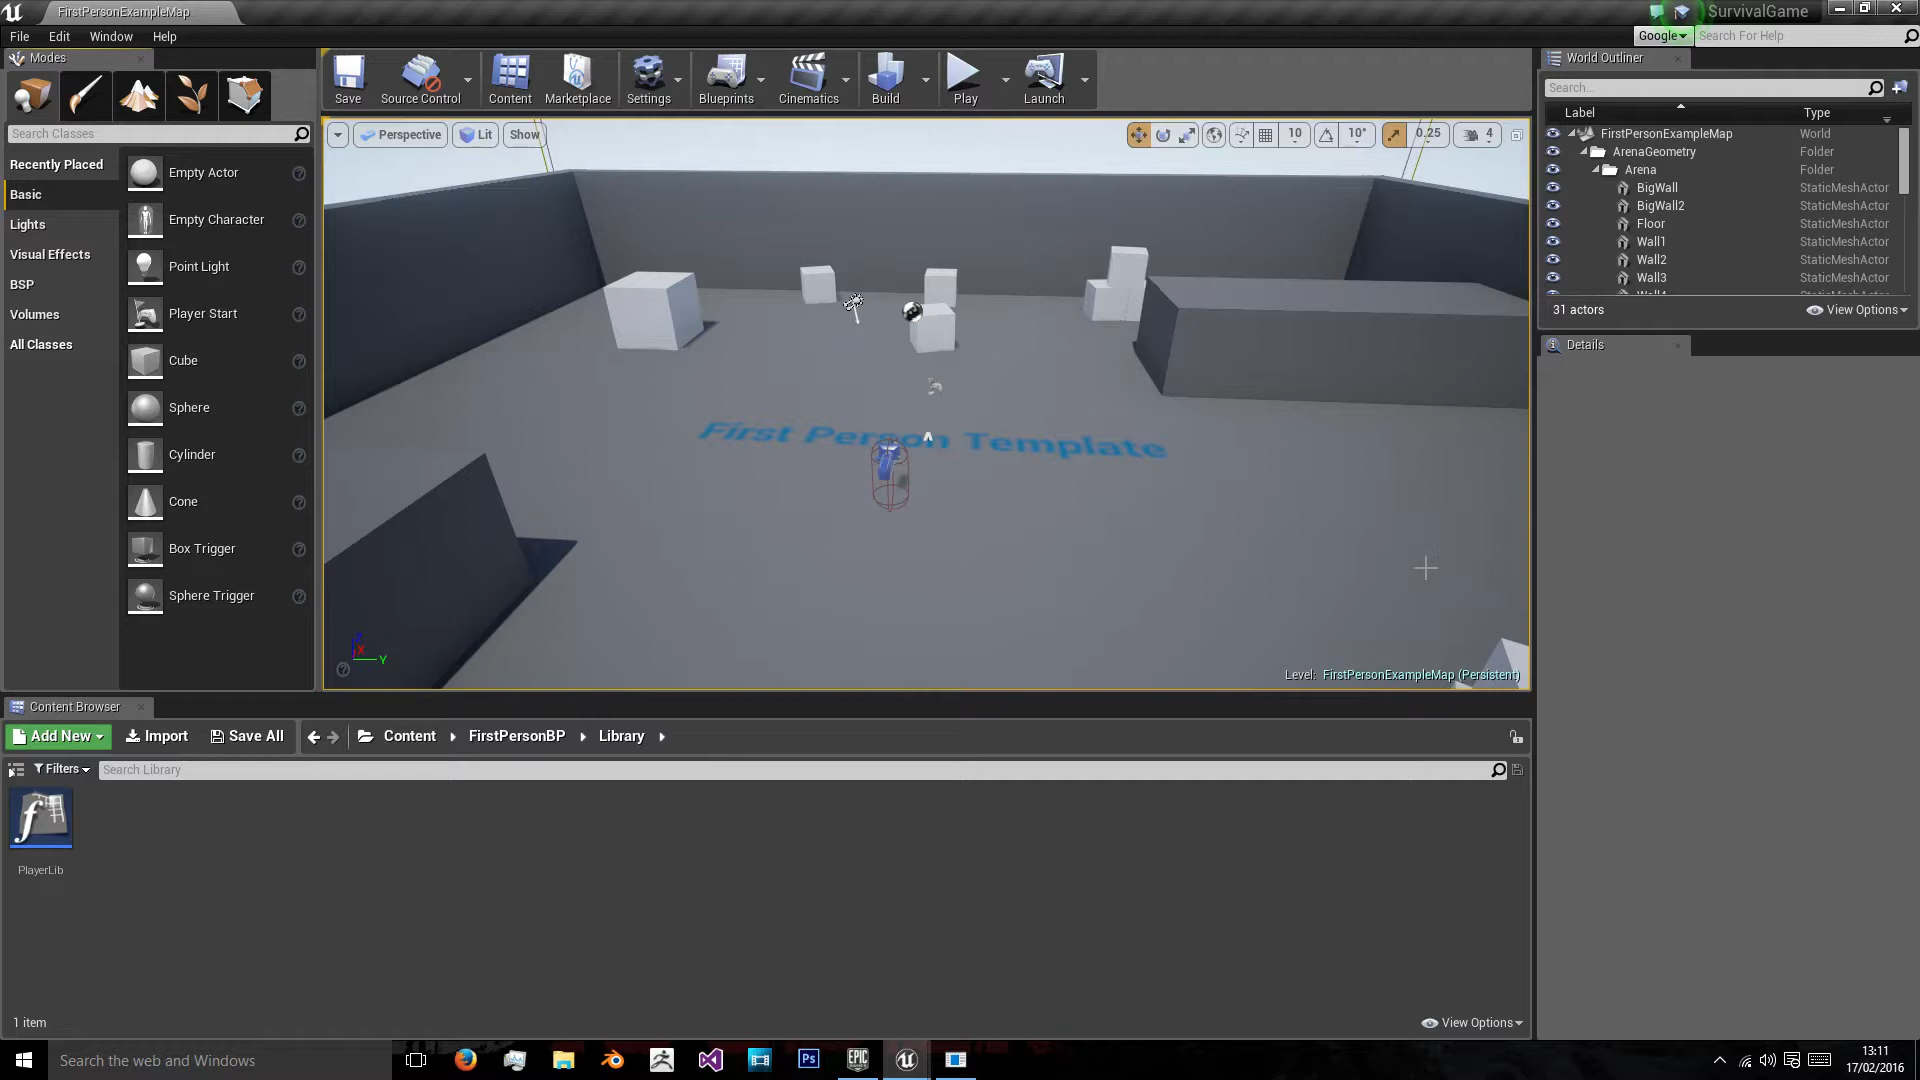 FirstPersonExampleMap
SurvivalGame
File Edit Window Help
Google
Search For Help
Modes
Search Classes
Recently Placed
Basic
Lights
Visual Effects
BSP
Volumes
All Classes
Empty Actor
Empty Character
Point Light
Player Start
Cube
Sphere
Cylinder
Cone
Box Trigger
Sphere Trigger
Save
Source Control
Content
Marketplace
Settings
Blueprints
Cinematics
Build
Play
Launch
Perspective
Lit
Show
10
10°
0.25
4
First Person Template
Z
X
Y
Level: FirstPersonExampleMap (Persistent)
World Outliner
Search...
Label Type
FirstPersonExampleMap World
ArenaGeometry Folder
Arena Folder
BigWall StaticMeshActor
BigWall2 StaticMeshActor
Floor StaticMeshActor
Wall1 StaticMeshActor
Wall2 StaticMeshActor
Wall3 StaticMeshActor
31 actors
View Options
Details
Content Browser
Add New
Import
Save All
Content
FirstPersonBP
Library
Filters
Search Library
PlayerLib
1 item
View Options
Search the web and Windows
Ps
EPIC
13:11
17/02/2016